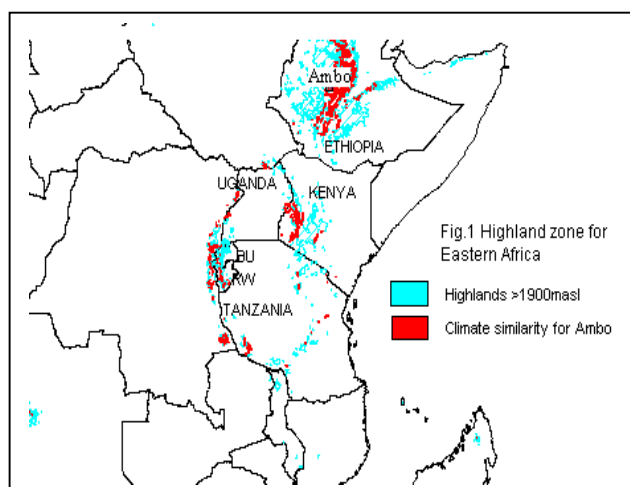 Ambo
ETHIOPIA
UGANDA
KENYA
Fig.1 Highland zone for
Eastern Africa
BU
RW
Highlands >1900masl
TANZANIA
Climate similarity for Ambo